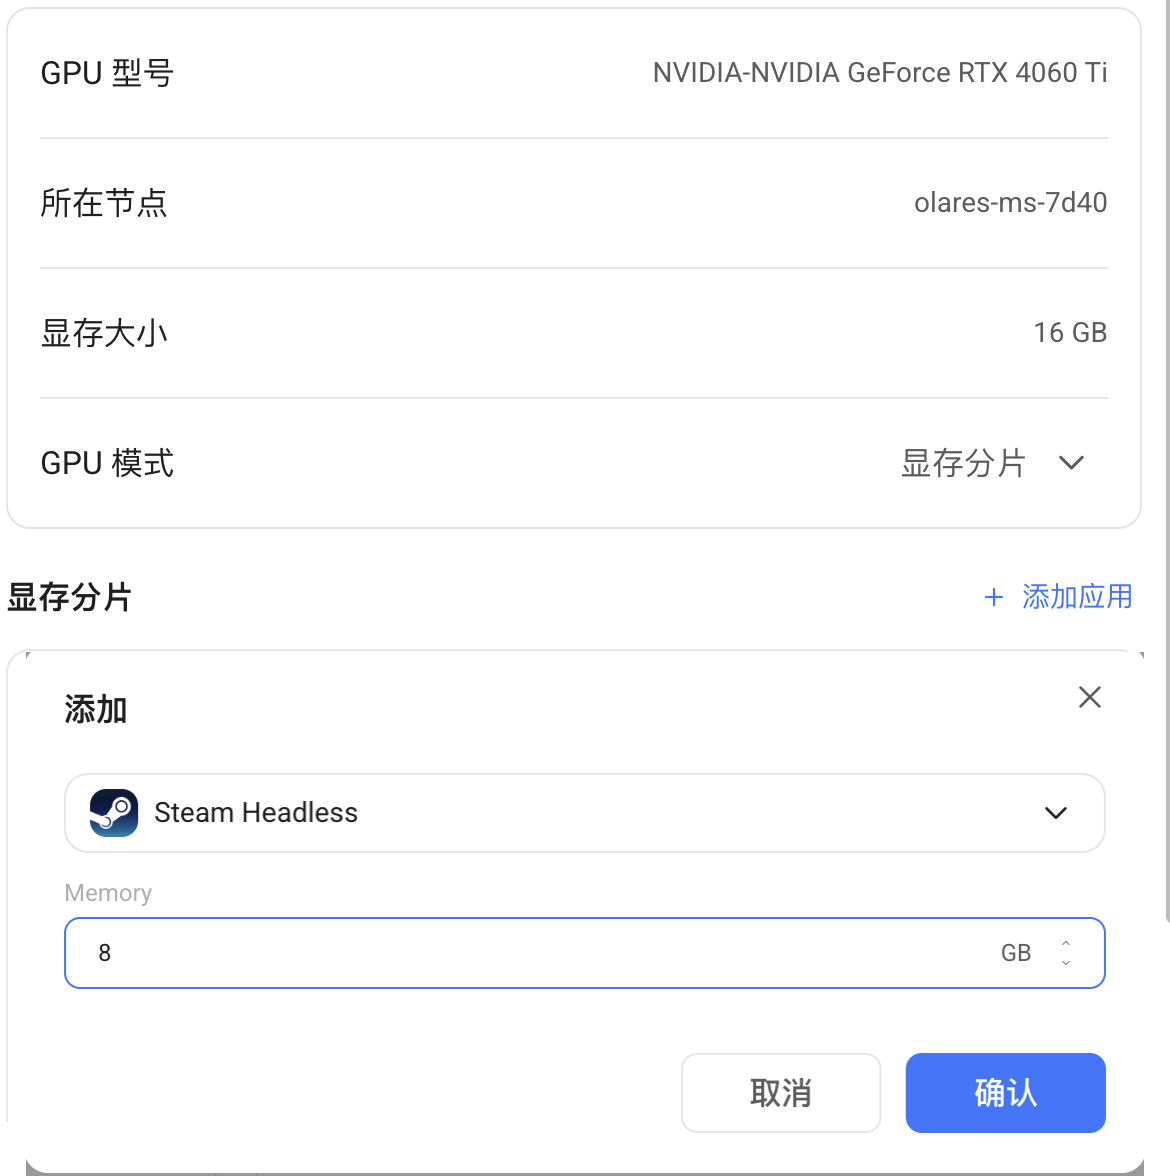 GPU 型号
NVIDIA-NVIDIA GeForce RTX 4060 Ti
所在节点
olares-ms-7d40
显存大小
16 GB
GPU 模式
显存分片
显存分片
+ 添加应用
添加
Steam Headless
Memory
8
GB
取消
确认